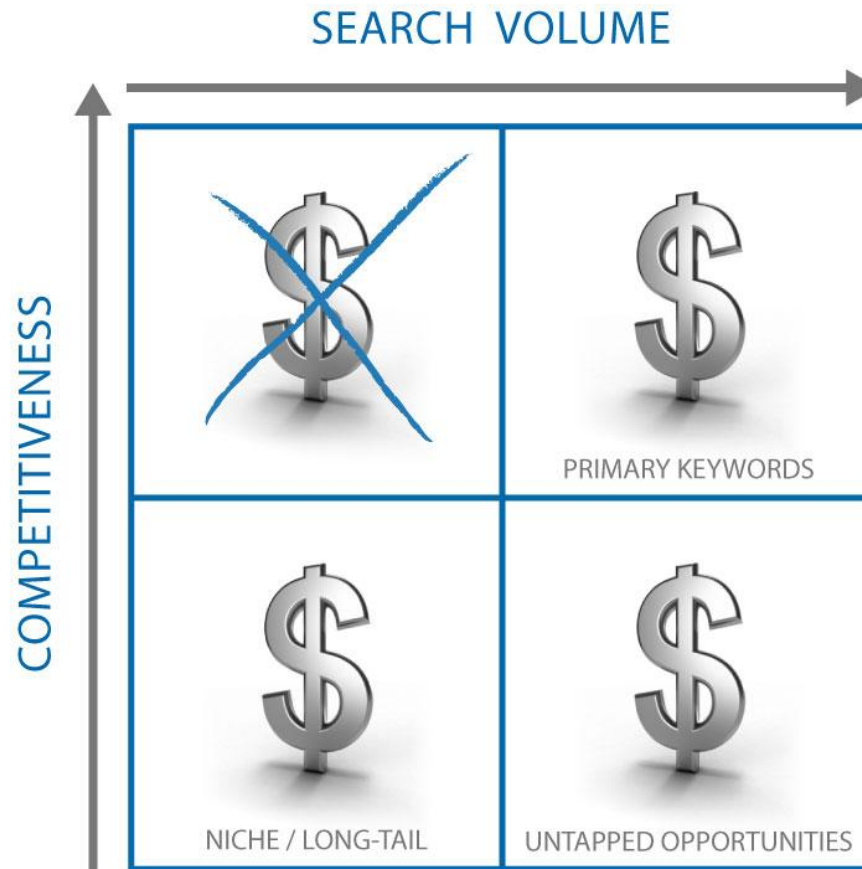 SEARCH VOLUME
COMPETITIVENESS
PRIMARY KEYWORDS
NICHE / LONG-TAIL
UNTAPPED OPPORTUNITIES